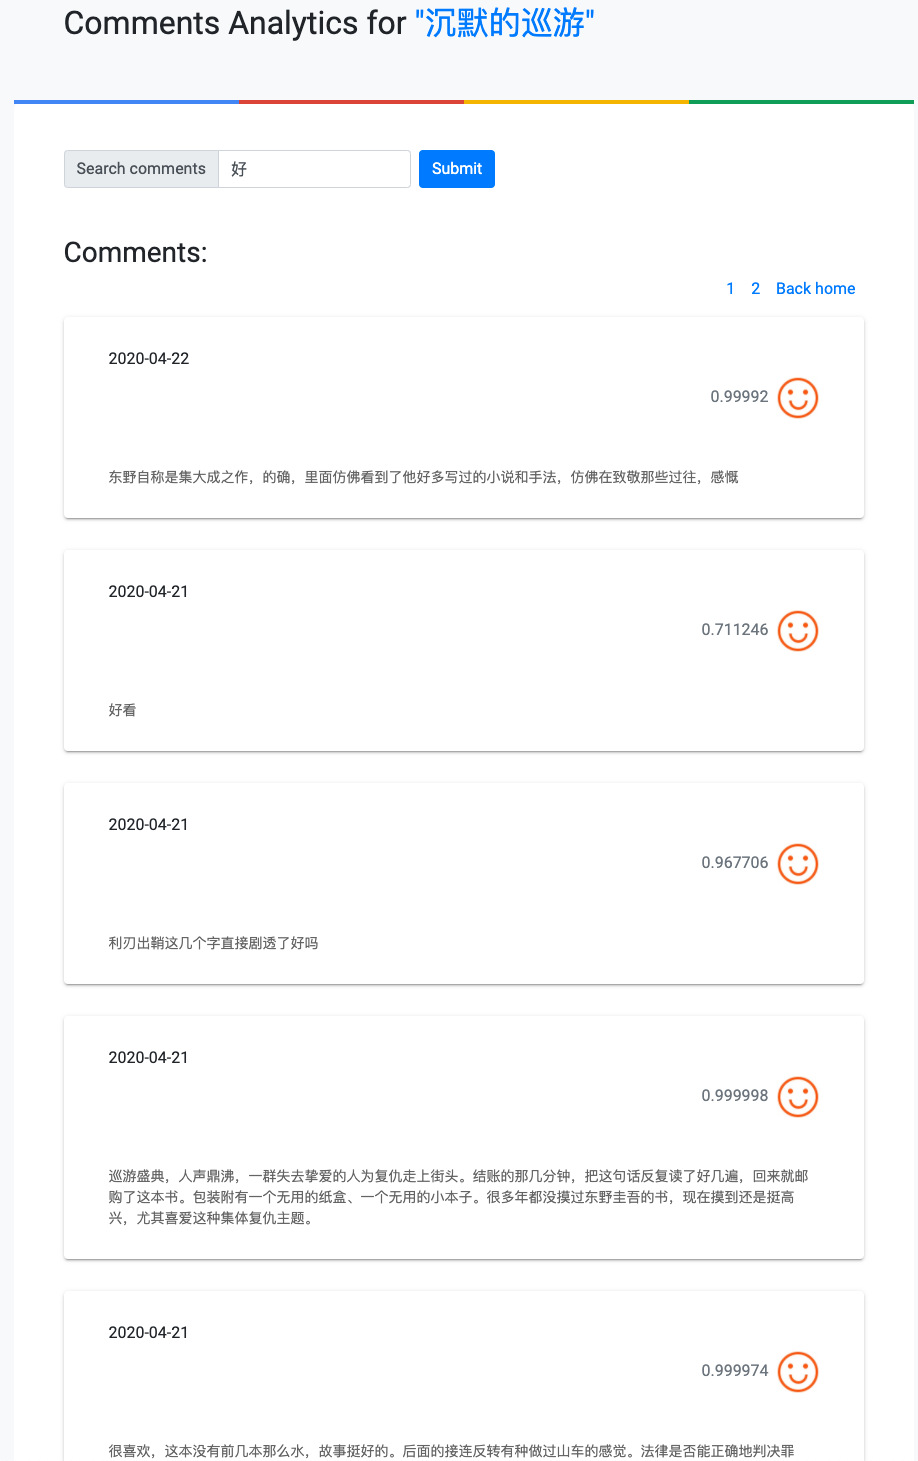 Comments Analytics for "沉默的巡游"
Search comments 好 Submit
Comments:
1 2 Back home
2020-04-22
0.99992
东野自称是集大成之作，的确，里面仿佛看到了他好多写过的小说和手法，仿佛在致敬那些过往，感慨
2020-04-21
0.711246
好看
2020-04-21
0.967706
利刃出鞘这几个字直接剧透了好吗
2020-04-21
0.999998
巡游盛典，人声鼎沸，一群失去挚爱的人为复仇走上街头。结账的那几分钟，把这句话反复读了好几遍，回来就邮
购了这本书。包装附有一个无用的纸盒、一个无用的小本子。很多年都没摸过东野圭吾的书，现在摸到还是挺高
兴，尤其喜爱这种集体复仇主题。
2020-04-21
0.999974
很喜欢，这本没有前几本那么水，故事挺好的。后面的接连反转有种做过山车的感觉。法律是否能正确地判决罪